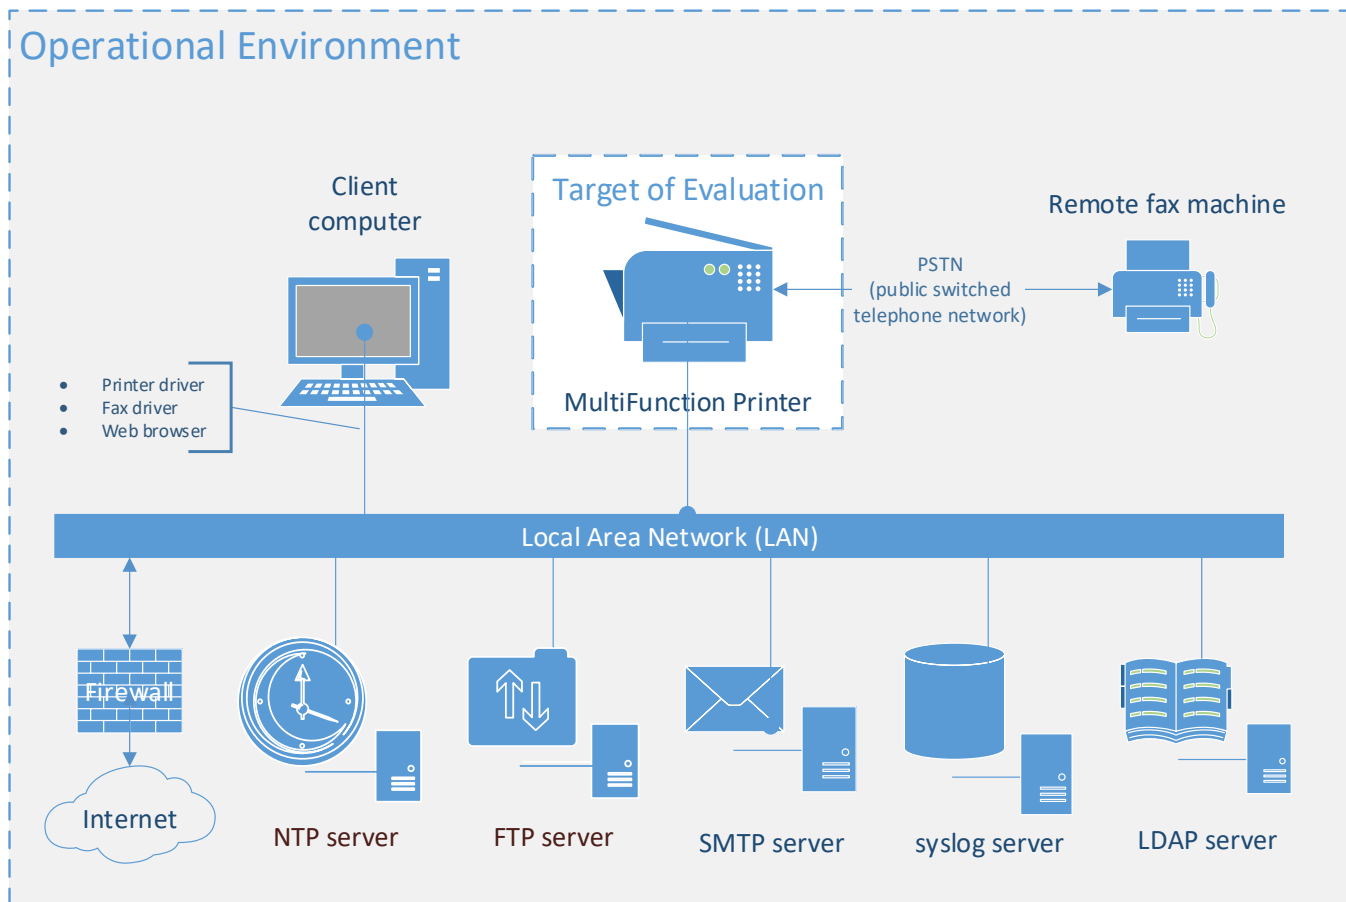 Operational Environment
Client
computer
Target of Evaluation
MultiFunction Printer
PSTN
(public switched
telephone network)
Remote fax machine
• Printer driver
• Fax driver
• Web browser
Local Area Network (LAN)
Firewall
Internet
NTP server
FTP server
SMTP server
syslog server
LDAP server